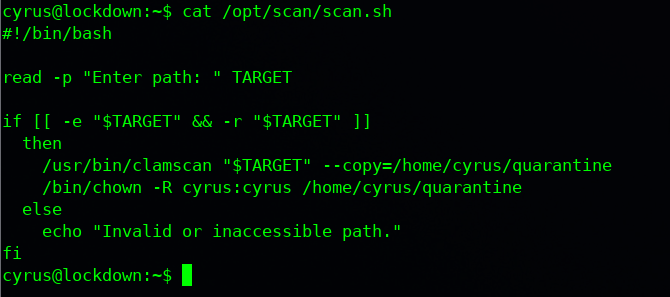 cyrus@lockdown:~$ cat /opt/scan/scan.sh
#!/bin/bash

read -p "Enter path: " TARGET

if [[ -e "$TARGET" && -r "$TARGET" ]]
  then
    /usr/bin/clamscan "$TARGET" --copy=/home/cyrus/quarantine
    /bin/chown -R cyrus:cyrus /home/cyrus/quarantine
  else
    echo "Invalid or inaccessible path."
fi
cyrus@lockdown:~$